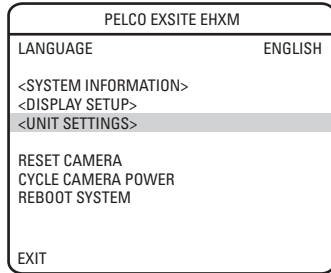 PELCO EXSITE EHXM
LANGUAGE ENGLISH
<SYSTEM INFORMATION>
<DISPLAY SETUP>
<UNIT SETTINGS>
RESET CAMERA
CYCLE CAMERA POWER
REBOOT SYSTEM
EXIT